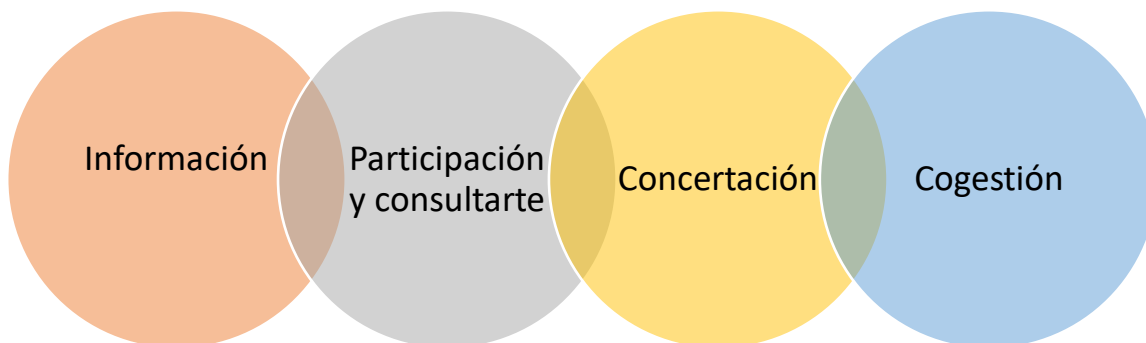 Información
Participación
y consultarte
Concertación
Cogestión